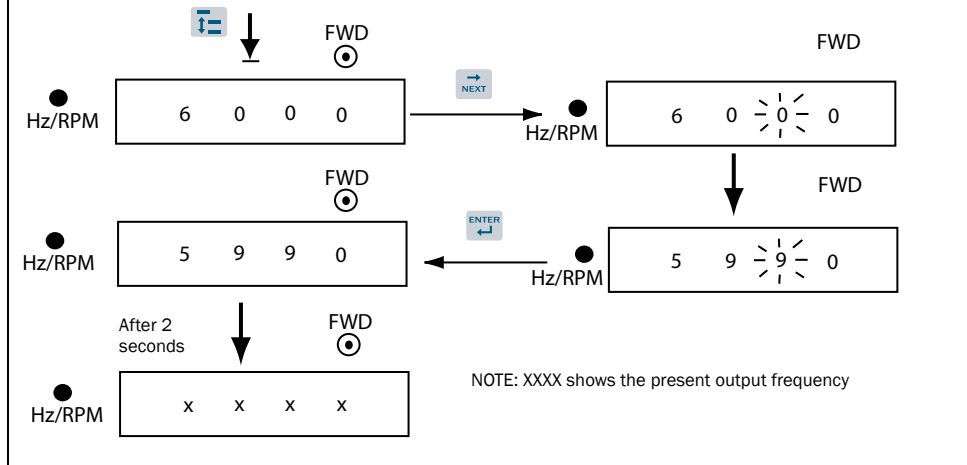 FWD
FWD
NEXT
Hz/RPM
6 0 0 0
Hz/RPM
6 0 0 0
FWD
FWD
ENTER
Hz/RPM
5 9 9 0
Hz/RPM
5 9 9 0
After 2
seconds
FWD
NOTE: XXXX shows the present output frequency
Hz/RPM
x x x x